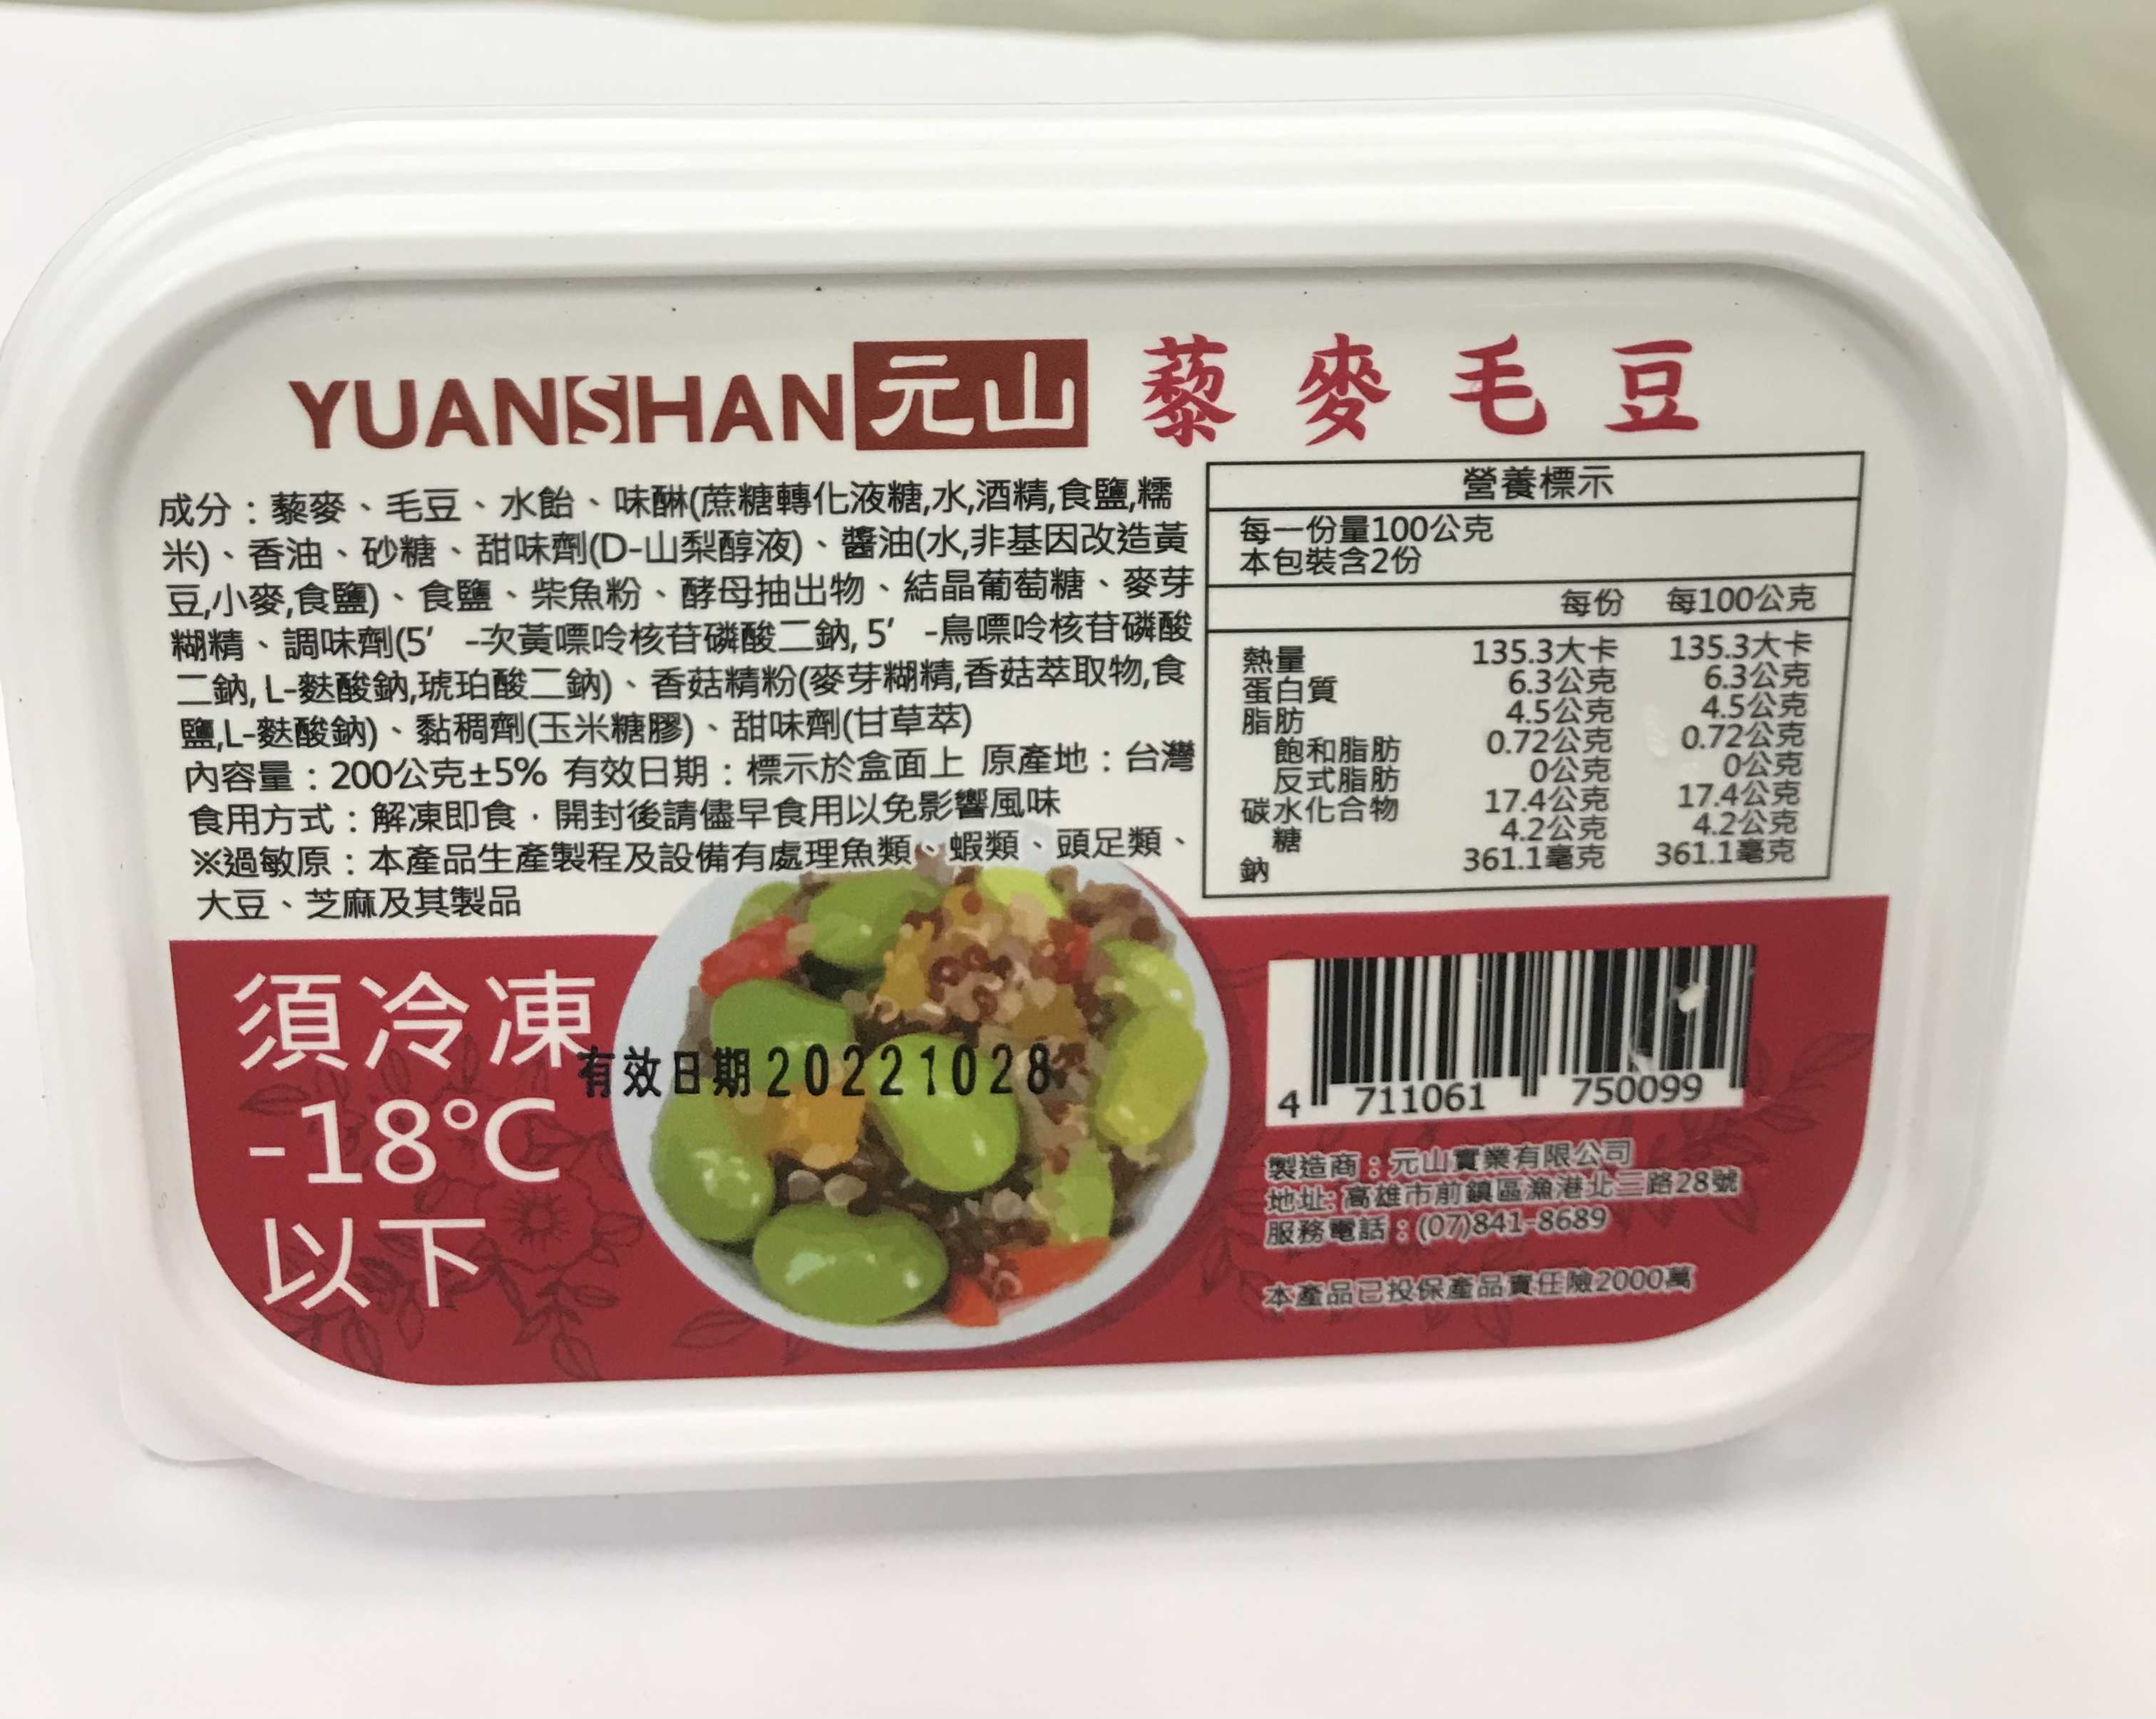 YUANSHAN元山 藜麥毛豆
成分：藜麥、毛豆、水飴、味醂(蔗糖轉化液糖,水,酒精,食鹽,糯
米)、香油、砂糖、甜味劑(D-山梨醇液)、醬油(水,非基因改造黃
豆,小麥,食鹽)、食鹽、柴魚粉、酵母抽出物、結晶葡萄糖、麥芽
糊精、調味劑(5' -次黃嘌呤核苷磷酸二鈉, 5' -鳥嘌呤核苷磷酸
二鈉, L-麩酸鈉,琥珀酸二鈉)、香菇精粉(麥芽糊精,香菇萃取物,食
鹽,L-麩酸鈉)、黏稠劑(玉米糖膠)、甜味劑(甘草萃)
內容量：200公克±5% 有效日期：標示於盒面上 原產地：台灣
食用方式：解凍即食，開封後請儘早食用以免影響風味
※過敏原：本產品生產製程及設備有處理魚類、蝦類、頭足類、
大豆、芝麻及其製品
營養標示
每一份量100公克
本包裝含2份
每份 每100公克
熱量 135.3大卡 135.3大卡
蛋白質 6.3公克 6.3公克
脂肪 4.5公克 4.5公克
飽和脂肪 0.72公克 0.72公克
反式脂肪 0公克 0公克
碳水化合物 17.4公克 17.4公克
糖 4.2公克 4.2公克
鈉 361.1毫克 361.1毫克
須冷凍
-18℃
以下
有效日期20221028
4 711061 750099
製造商：元山實業有限公司
地址:高雄市前鎮區漁港北三路28號
服務電話：(07)841-8689
本產品已投保產品責任險2000萬